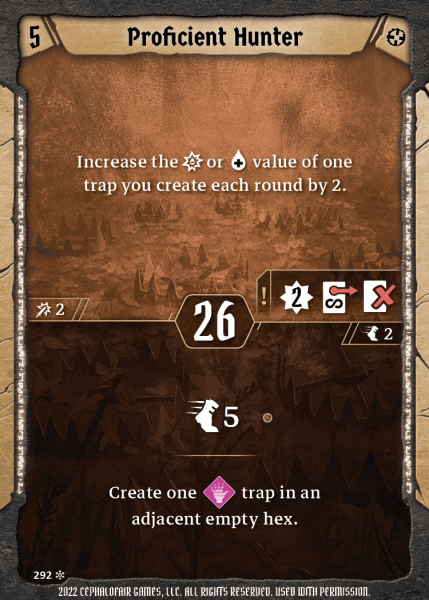 5
Proficient Hunter
Increase the or value of one
trap you create each round by 2.
2
26
! 2
2
5
Create one trap in an
adjacent empty hex.
292
2022 CEPHALOFAIR GAMES, LLC. ALL RIGHTS RESERVED. USED WITH PERMISSION.